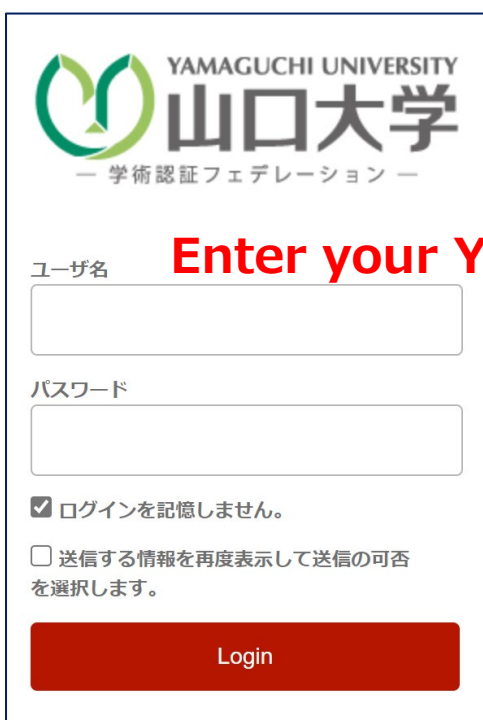 YAMAGUCHI UNIVERSITY
山口大学
— 学術認証フェデレーション —
Enter your Y
ユーザ名
パスワード
ログインを記憶しません。
送信する情報を再度表示して送信の可否
を選択します。
Login